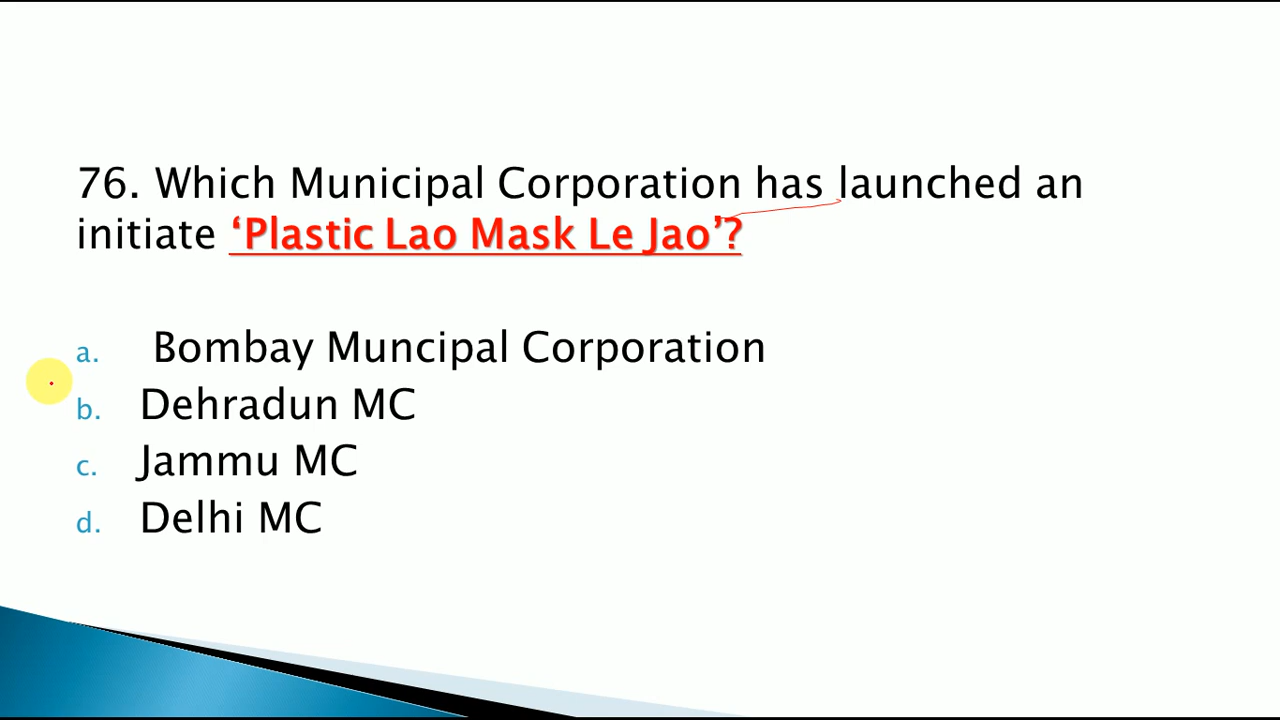 76. Which Municipal Corporation has launched an
initiate ‘Plastic Lao Mask Le Jao’?
a. Bombay Muncipal Corporation
b. Dehradun MC
c. Jammu MC
d. Delhi MC